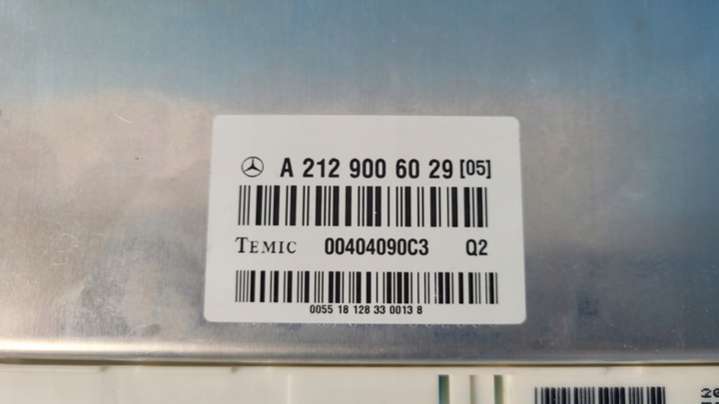 A 212 900 60 29 [05]
TEMIC 00404090C3 Q2
0055 18 128 33 0013 8